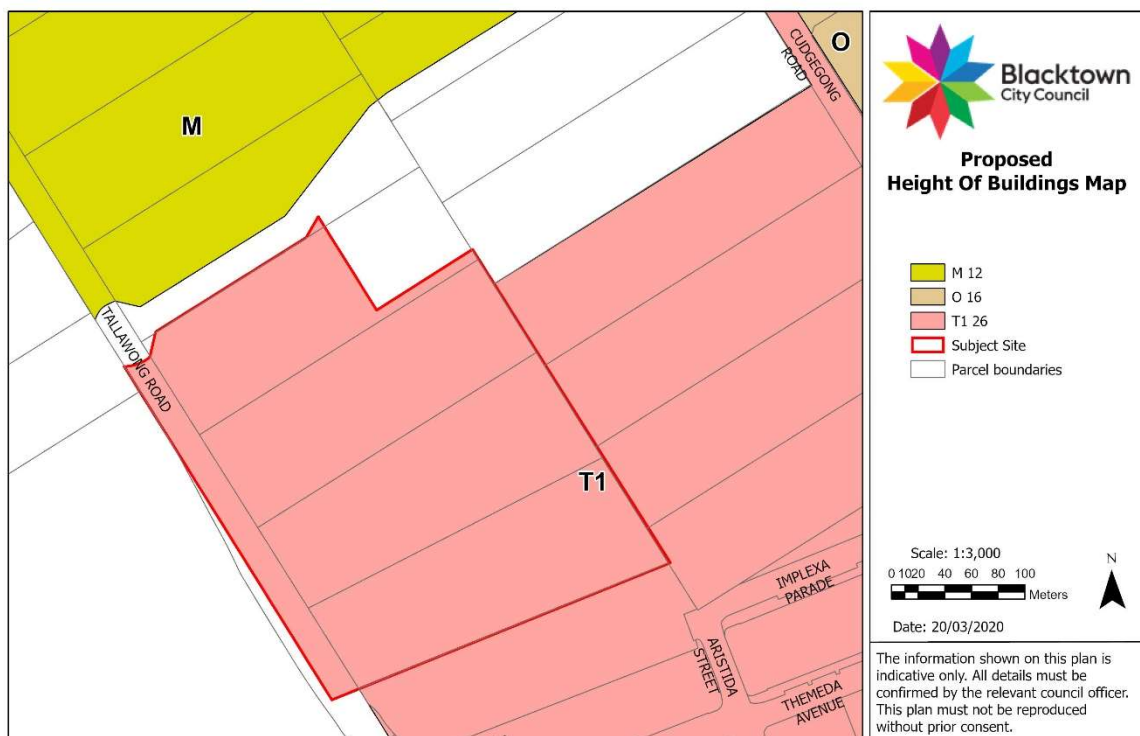 M
O
CUDGEGONG
ROAD
TALLAWONG ROAD
T1
IMPLEXA
PARADE
ARISTIDA
STREET
THEMEDA
AVENUE
Blacktown
City Council
Proposed
Height Of Buildings Map
M 12
O 16
T1 26
Subject Site
Parcel boundaries
Scale: 1:3,000
0 1020 40 60 80 100
Meters
N
Date: 20/03/2020
The information shown on this plan is
indicative only. All details must be
confirmed by the relevant council officer.
This plan must not be reproduced
without prior consent.